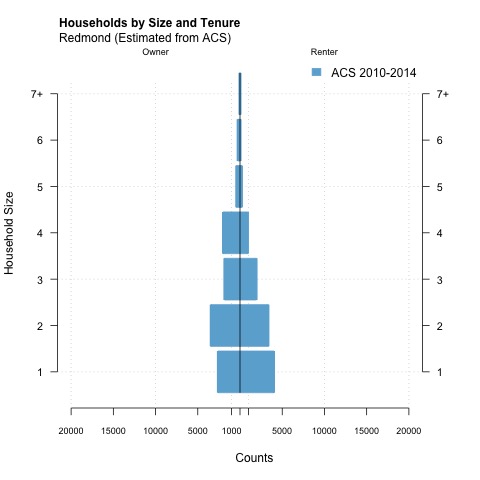 Households by Size and Tenure
Redmond (Estimated from ACS)
Owner
Renter
ACS 2010-2014
7+ 7+
6 6
5 5
4 4
3 3
2 2
1 1
Household Size
20000 15000 10000 5000 1000 5000 10000 15000 20000
Counts